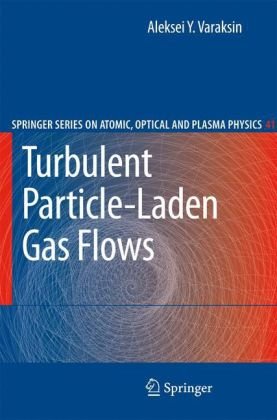 Aleksei Y. Varaksin
SPRINGER SERIES ON ATOMIC, OPTICAL AND PLASMA PHYSICS 41
Turbulent
Particle-Laden
Gas Flows
Springer